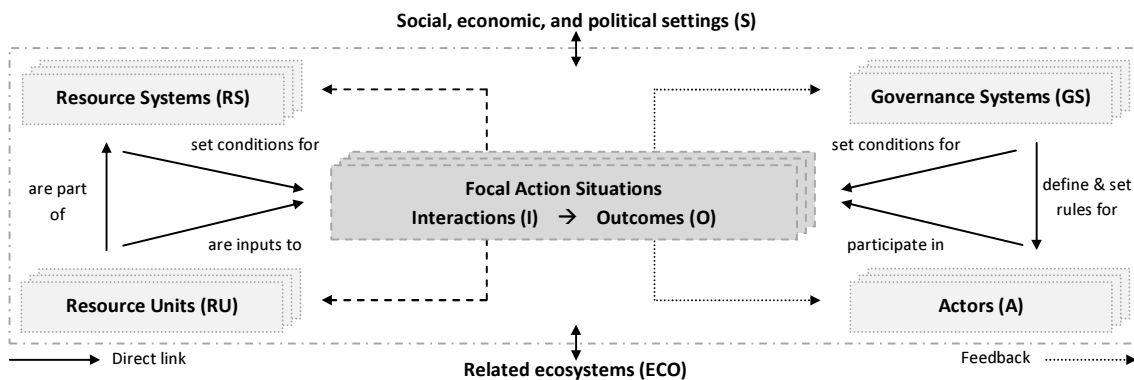 Social, economic, and political settings (S)
Resource Systems (RS)
Governance Systems (GS)
set conditions for
set conditions for
are part
of
Focal Action Situations
Interactions (I) → Outcomes (O)
define & set
rules for
are inputs to
participate in
Resource Units (RU)
Actors (A)
Direct link
Related ecosystems (ECO)
Feedback